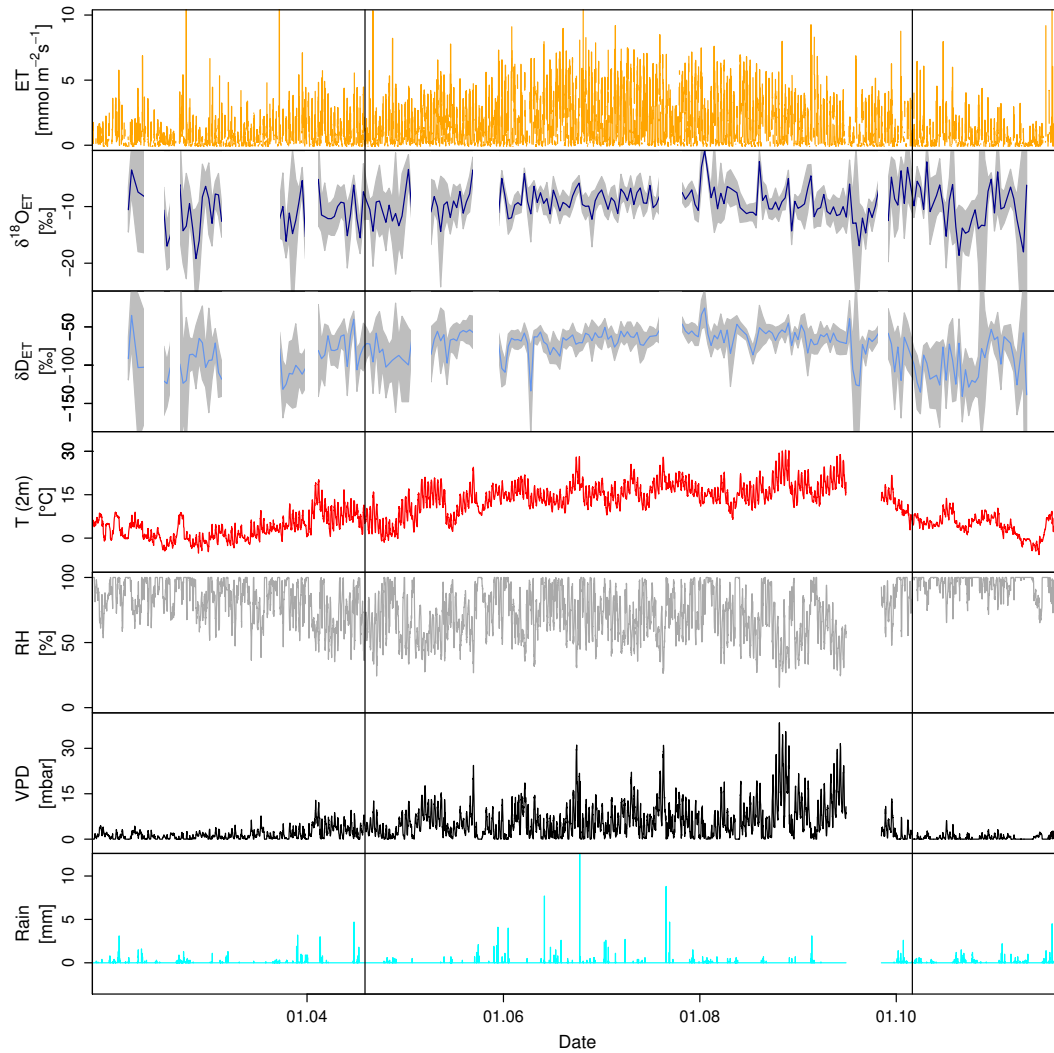 ET
[mmol m⁻²s⁻¹]
0
5
10
δ¹⁸O_ET
[‰]
−20
−10
δD_ET
[‰]
−150
−100
−50
T (2m)
[°C]
0
15
30
RH
[%]
0
50
100
VPD
[mbar]
0
15
30
Rain
[mm]
0
5
10
01.04
01.06
01.08
01.10
Date